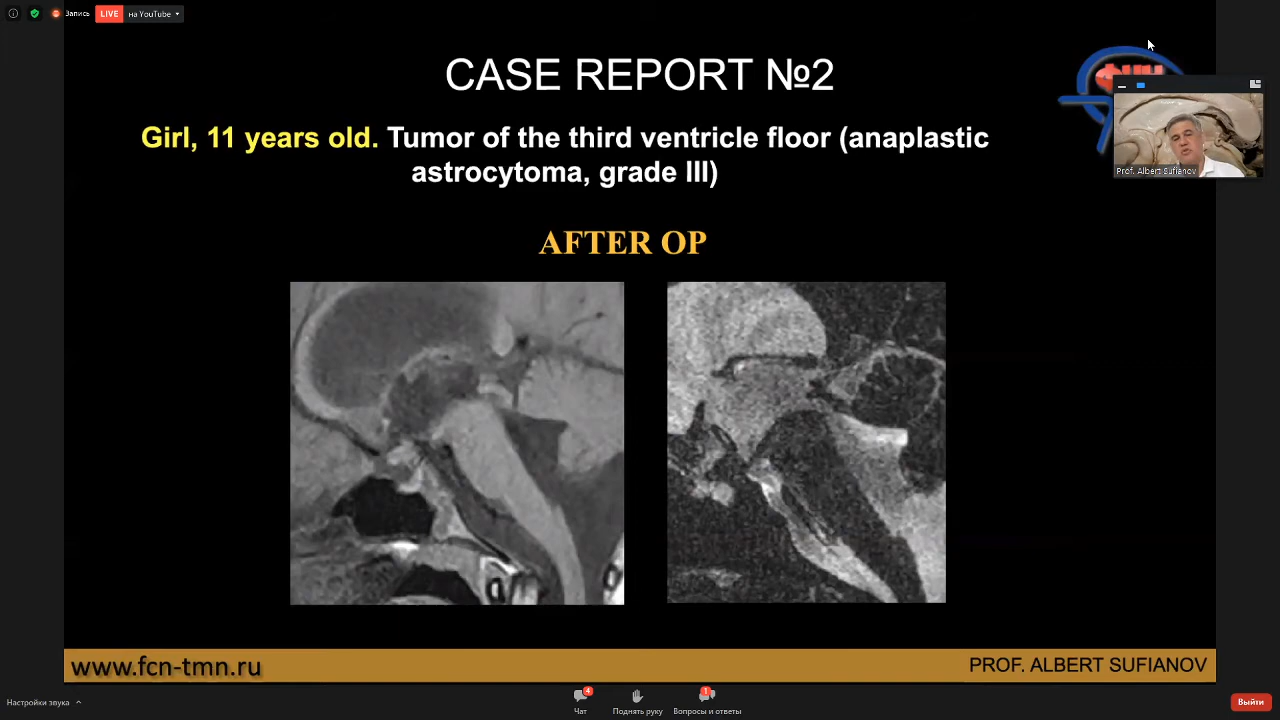 Запись
LIVE
на YouTube
CASE REPORT №2
Girl, 11 years old. Tumor of the third ventricle floor (anaplastic
astrocytoma, grade III)
Prof. Albert Sufianov
AFTER OP
www.fcn-tmn.ru
PROF. ALBERT SUFIANOV
Настройки звука
4
Чат
Поднять руку
1
Вопросы и ответы
Выйти